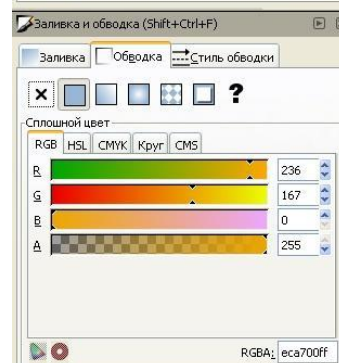 Заливка и обводка (Shift+Ctrl+F)
Заливка Обводка Стиль обводки
?
Сплошной цвет
RGB HSL CMYK Круг CMS
R 236
G 167
B 0
A 255
RGBA: eca700ff